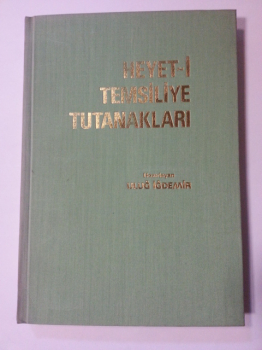 HEYET-İ
TEMSİLİYE
TUTANAKLARI
ULUĞ İĞDEMİR